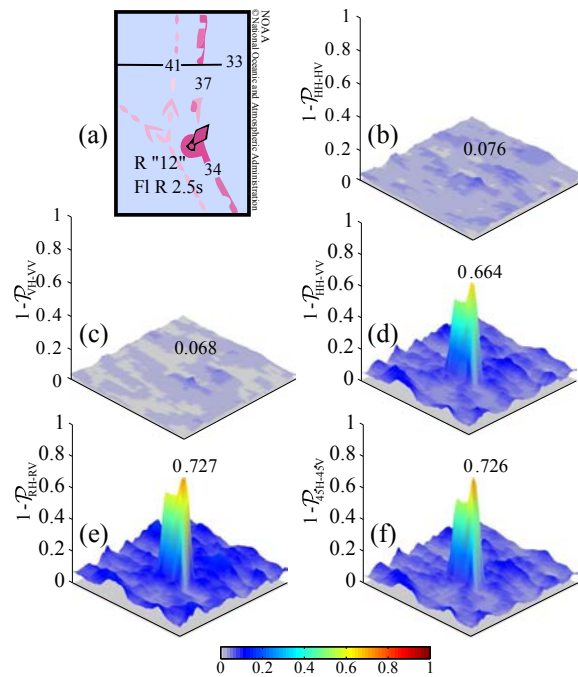 (a)
41
33
37
34
R "12"
Fl R 2.5s
© National Oceanic and Atmospheric Administration
NOAA
(b)
1-𝒫HH-HV
1
0.8
0.6
0.4
0.2
0
0.076
(c)
1-𝒫VH-VV
1
0.8
0.6
0.4
0.2
0
0.068
(d)
1-𝒫HH-VV
1
0.8
0.6
0.4
0.2
0
0.664
(e)
1-𝒫RH-RV
1
0.8
0.6
0.4
0.2
0
0.727
(f)
1-𝒫45H-45V
1
0.8
0.6
0.4
0.2
0
0.726
0 0.2 0.4 0.6 0.8 1